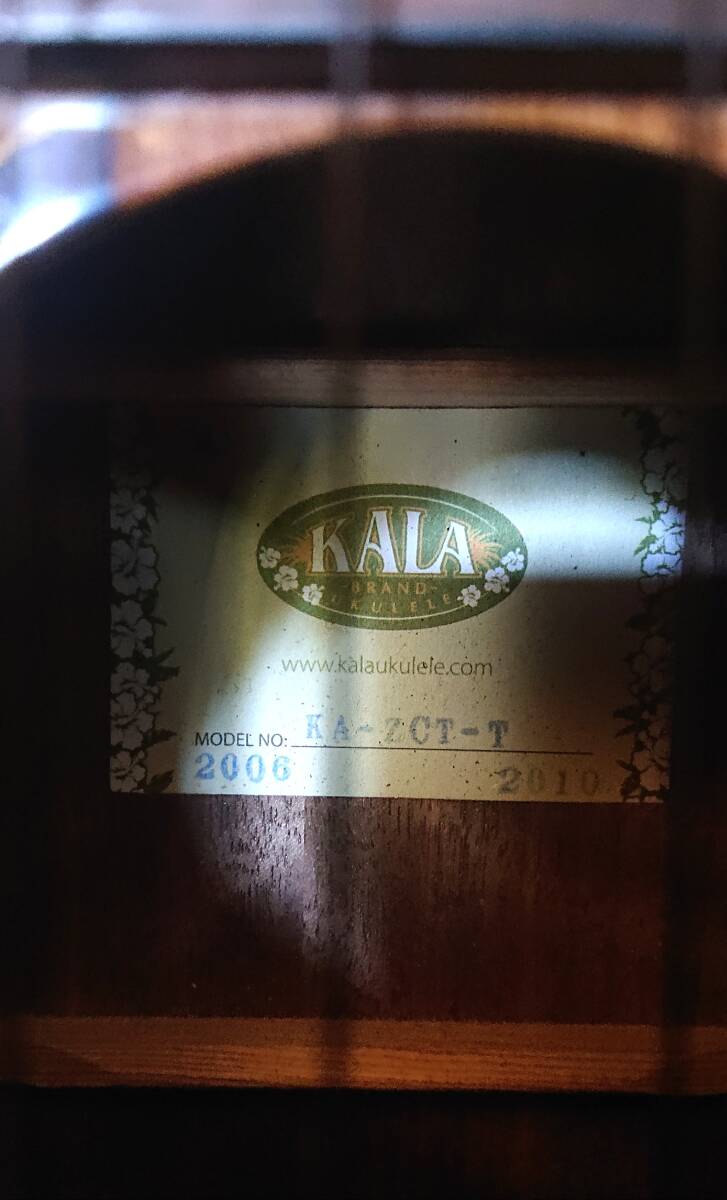 KALA
BRAND
UKULELE
www.kalaukulele.com
MODEL NO: KA-ZCT-T
2006 2010